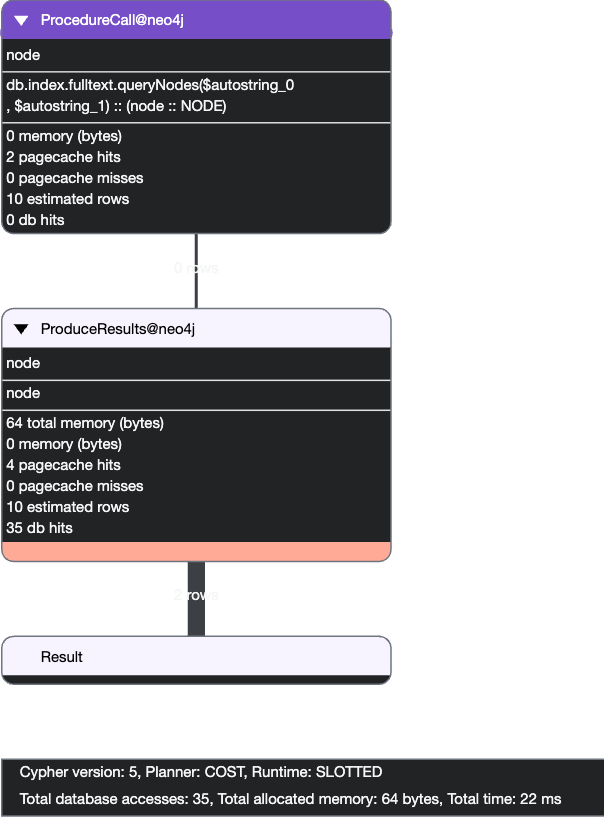 ProcedureCall@neo4j
node
db.index.fulltext.queryNodes($autostring_0
, $autostring_1) :: (node :: NODE)
0 memory (bytes)
2 pagecache hits
0 pagecache misses
10 estimated rows
0 db hits
0 rows
ProduceResults@neo4j
node
node
64 total memory (bytes)
0 memory (bytes)
4 pagecache hits
0 pagecache misses
10 estimated rows
35 db hits
2 rows
Result
Cypher version: 5, Planner: COST, Runtime: SLOTTED
Total database accesses: 35, Total allocated memory: 64 bytes, Total time: 22 ms